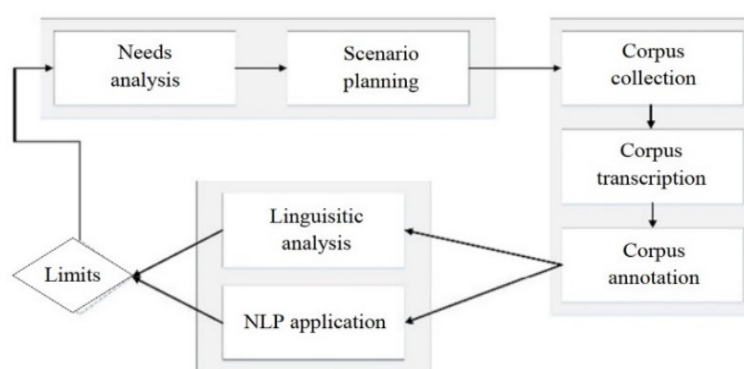 Needs
analysis
Scenario
planning
Corpus
collection
Corpus
transcription
Corpus
annotation
Linguisitic
analysis
NLP application
Limits